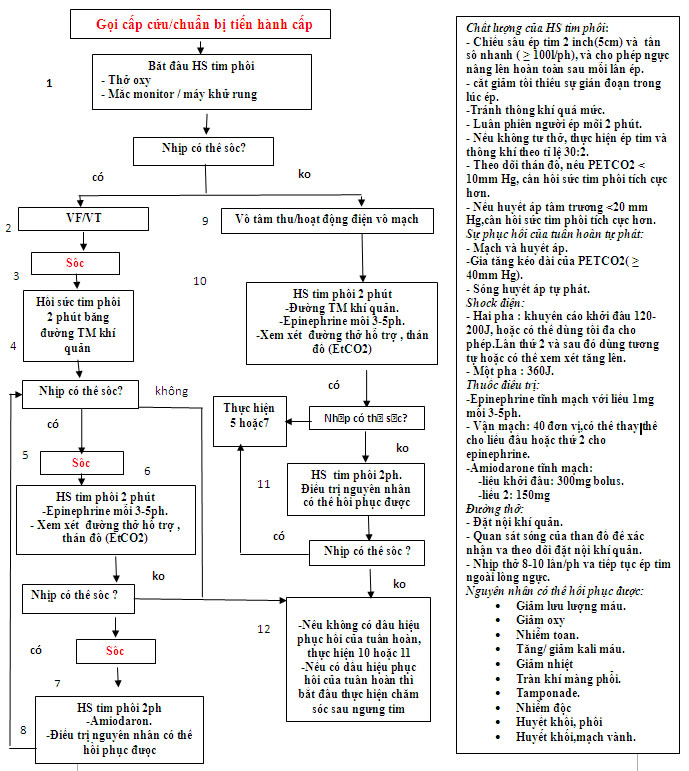 Gọi cấp cứu/chuẩn bị tiến hành cấp
1
Bắt đầu HS tim phổi
- Thở oxy
- Mắc monitor / máy khử rung
Nhịp có thể sốc?
có
ko
2
VF/VT
3
Sốc
4
Hồi sức tim phổi
2 phút bằng
đường TM khí
quản
Nhịp có thể sốc?
không
có
5
Sốc
6
HS tim phổi 2 phút
-Epinephrine mỗi 3-5ph.
- Xem xét đường thở hỗ trợ ,
thán đồ (EtCO2)
ko
Nhịp có thể sốc ?
có
Sốc
7
8
HS tim phổi 2ph
-Amiodaron.
-Điều trị nguyên nhân có thể
hồi phục được
9
Vô tâm thu/hoạt động điện vô mạch
10
HS tim phổi 2 phút
-Đường TM khí quản.
-Epinephrine mỗi 3-5ph.
-Xem xét đường thở hỗ trợ , thán
đồ (EtCO2)
có
Thực hiện
5 hoặc7
Nhịp có thể sốc?
ko
11
HS tim phổi 2ph.
Điều trị nguyên nhân
có thể hồi phục được
có
Nhịp có thể sốc ?
ko
12
-Nếu không có dấu hiệu
phục hồi của tuần hoàn,
thực hiện 10 hoặc 11
-Nếu có dấu hiệu phục
hồi của tuần hoàn thì
bắt đầu thực hiện chăm
sóc sau ngưng tim
Chất lượng của HS tim phổi:
- Chiều sâu ép tim 2 inch(5cm) và tần
số nhanh ( ≥ 100l/ph), và cho phép ngực
nâng lên hoàn toàn sau mỗi lần ép.
- cắt giảm tối thiểu sự gián đoạn trong
lúc ép.
-Tránh thông khí quá mức.
- Luân phiên người ép mỗi 2 phút.
- Nếu không tư thở, thực hiện ép tim và
thông khí theo tỉ lệ 30:2.
- Theo dõi thán đồ, nếu PETCO2 <
10mm Hg, cần hồi sức tim phổi tích cực
hơn.
- Nếu huyết áp tâm trương <20 mm
Hg,cần hồi sức tim phổi tích cực hơn.
Sự phục hồi của tuần hoàn tự phát:
- Mạch và huyết áp.
-Gia tăng kéo dài của PETCO2( ≥
40mm Hg).
- Sóng huyết áp tự phát.
Shock điện:
- Hai pha : khuyến cáo khởi đầu 120-
200J, hoặc có thể dùng tối đa cho
phép.Lần thứ 2 và sau đó dùng tương
tự hoặc có thể xem xét tăng lên.
- Một pha : 360J.
Thuốc điều trị:
-Epinephrine tĩnh mạch với liều 1mg
mỗi 3-5ph.
- Vận mạch: 40 đơn vị,có thể thay thế
cho liều đầu hoặc thứ 2 cho
epinephrine.
-Amiodarone tĩnh mạch:
-liều khởi đầu: 300mg bolus.
-liều 2: 150mg
Đường thở:
- Đặt nội khí quản.
- Quan sát sóng của than đồ để xác
nhận và theo dõi đặt nội khí quản.
- Nhịp thở 8-10 lần/ph va tiếp tục ép tim
ngoài lồng ngực.
Nguyên nhân có thể hồi phục được:
• Giảm lưu lượng máu.
• Giảm oxy
• Nhiễm toan.
• Tăng/ giảm kali máu.
• Giảm nhiệt
• Tràn khí màng phổi.
• Tamponade.
• Nhiễm độc
• Huyết khối, phổi
• Huyết khối,mạch vành.